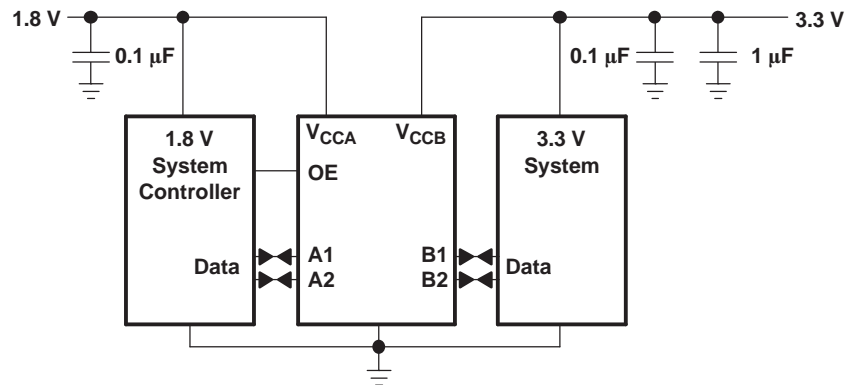 1.8 V
3.3 V
0.1 μF
0.1 μF
1 μF
1.8 V
System
Controller
Data
VCCA
VCCB
OE
A1
A2
B1
B2
3.3 V
System
Data